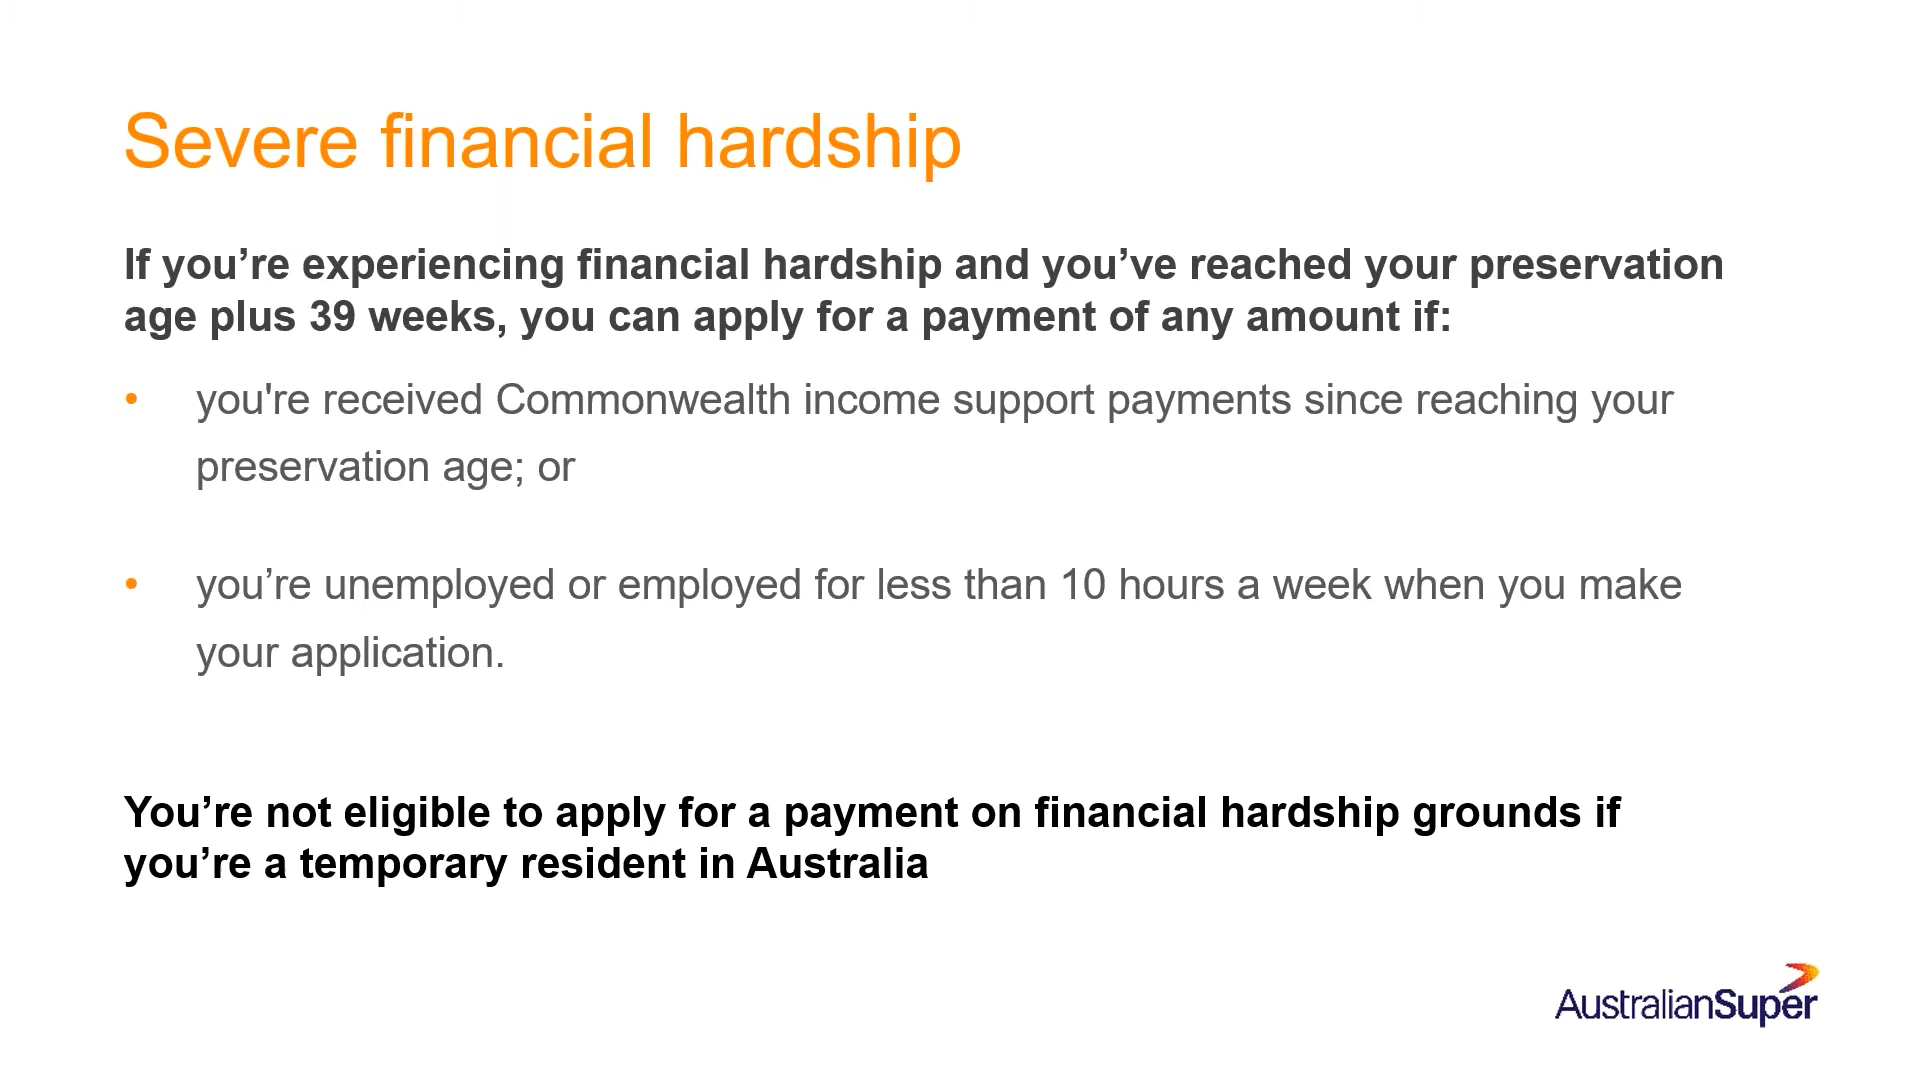 Severe financial hardship
If you’re experiencing financial hardship and you’ve reached your preservation
age plus 39 weeks, you can apply for a payment of any amount if:
• you're received Commonwealth income support payments since reaching your
preservation age; or
• you’re unemployed or employed for less than 10 hours a week when you make
your application.
You’re not eligible to apply for a payment on financial hardship grounds if
you’re a temporary resident in Australia
AustralianSuper